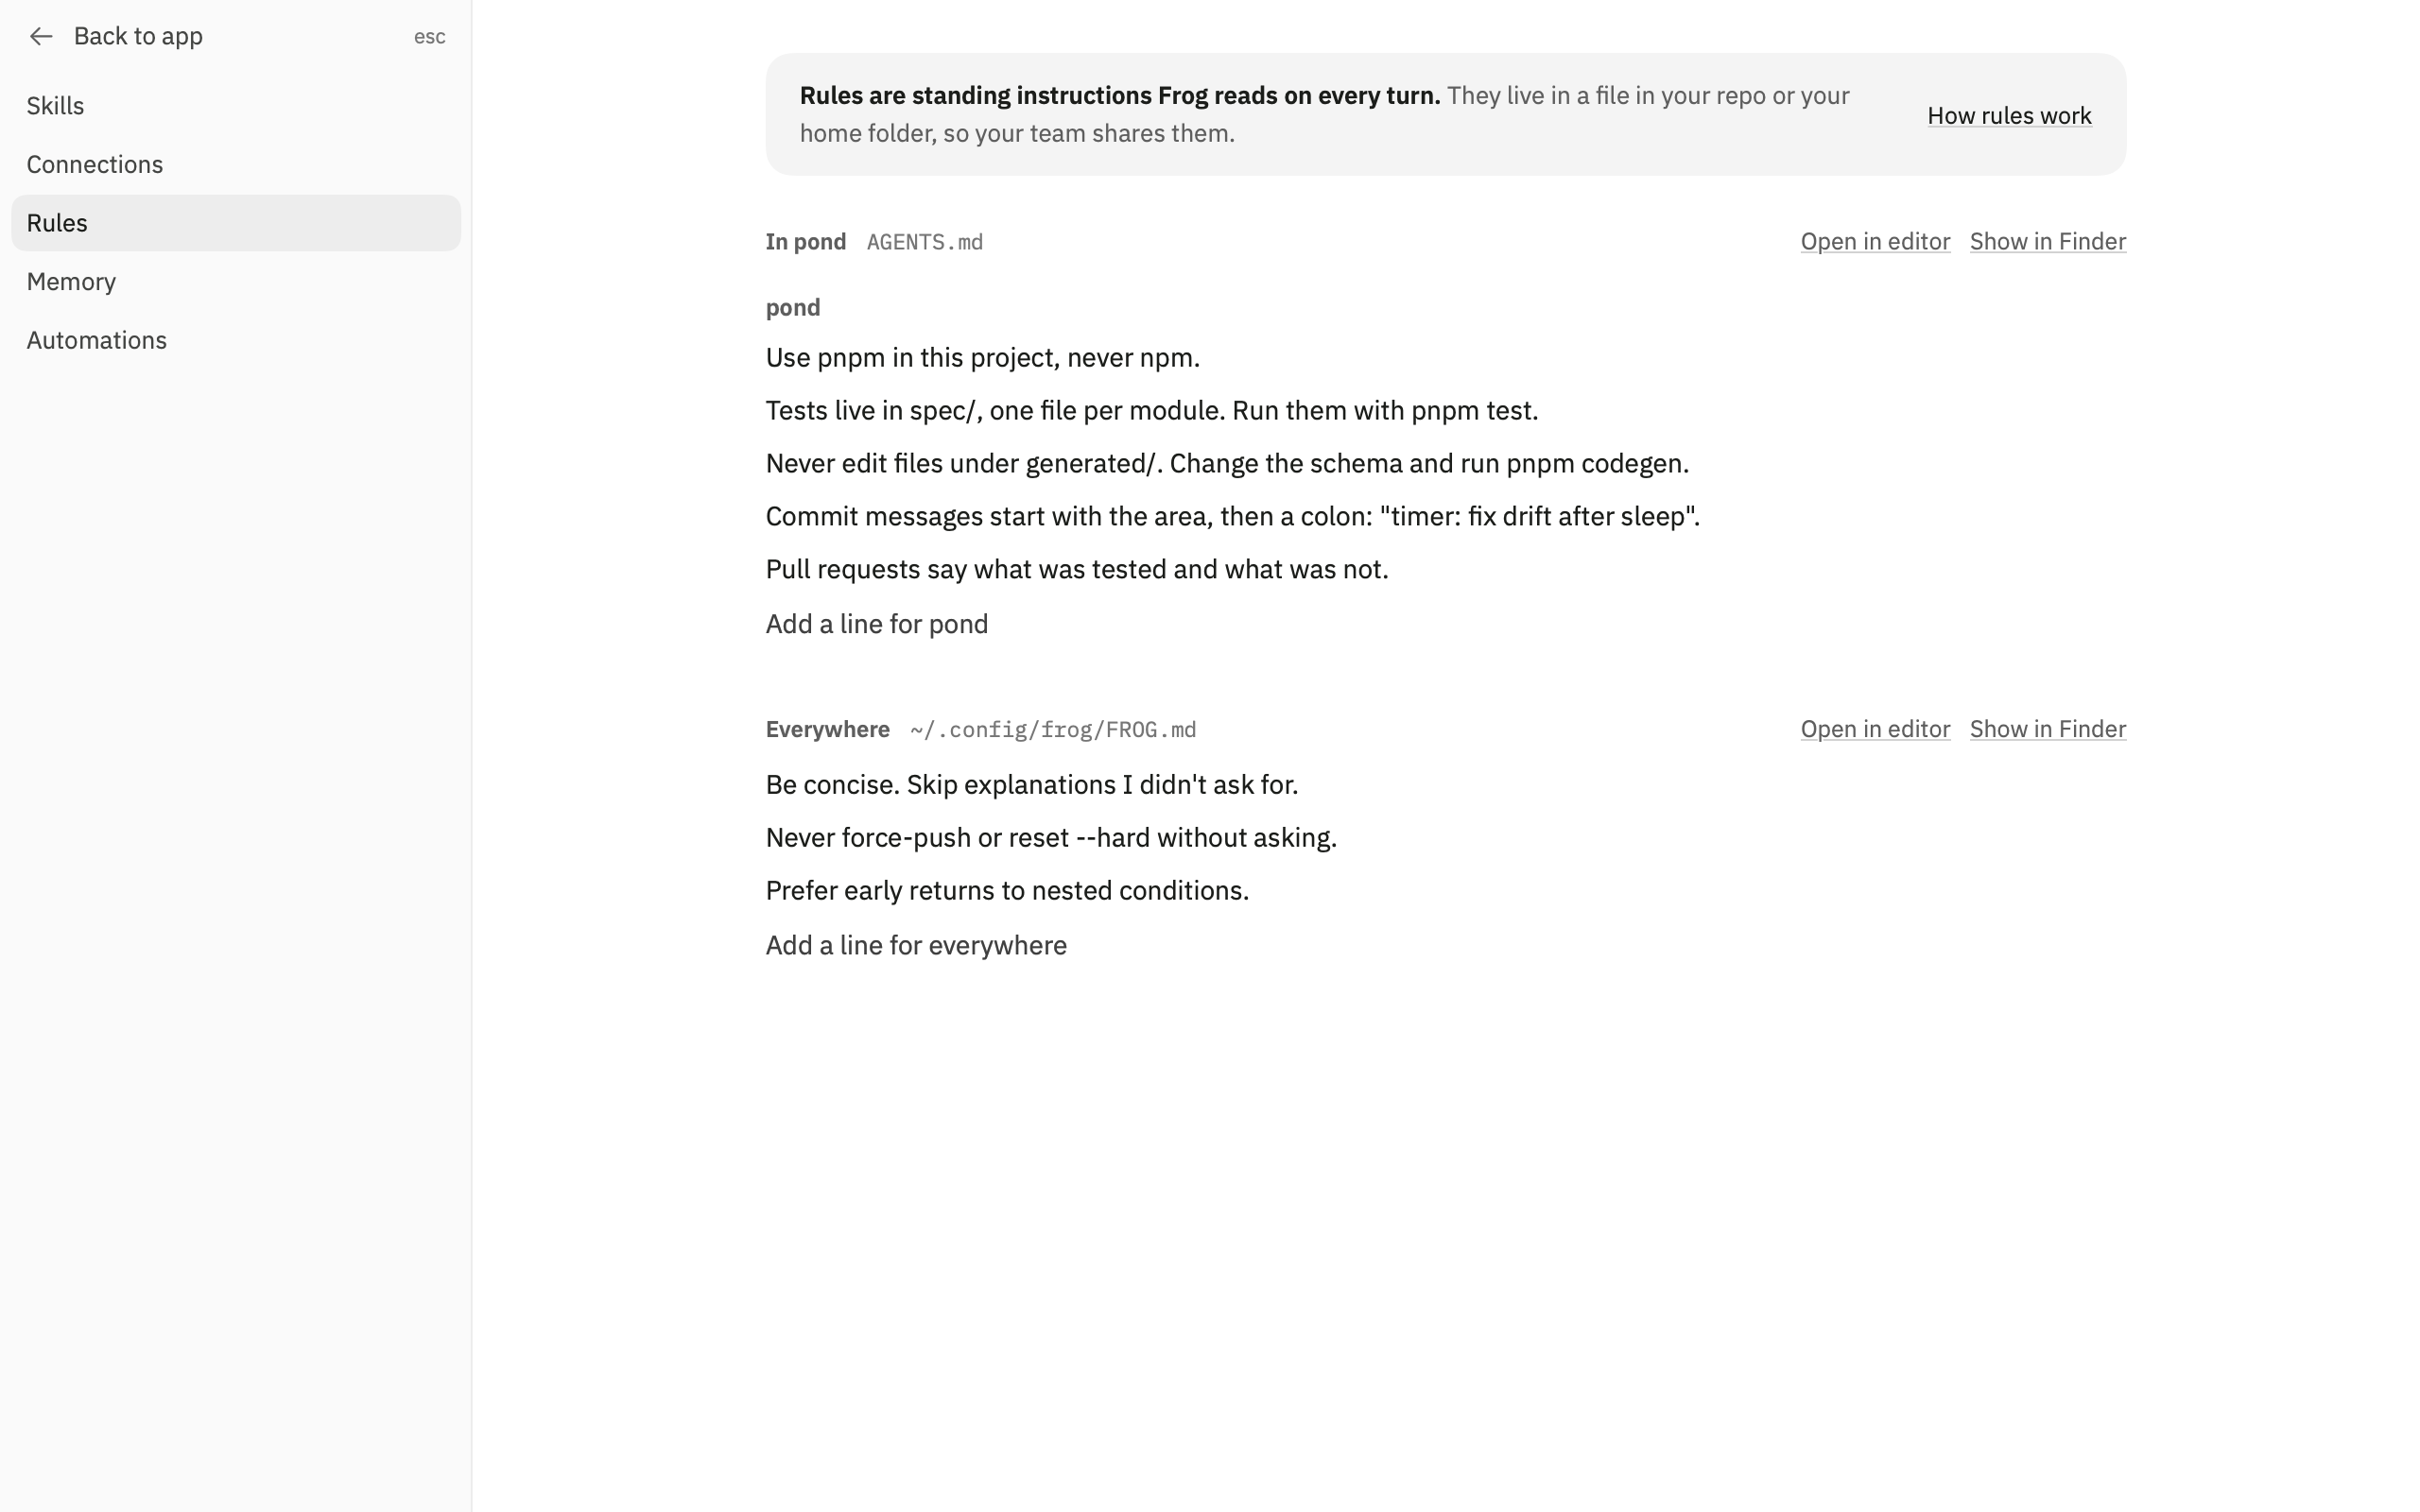 Back to app esc
Skills
Connections
Rules
Memory
Automations
Rules are standing instructions Frog reads on every turn. They live in a file in your repo or your
home folder, so your team shares them.
How rules work
In pond AGENTS.md Open in editor Show in Finder
pond
Use pnpm in this project, never npm.
Tests live in spec/, one file per module. Run them with pnpm test.
Never edit files under generated/. Change the schema and run pnpm codegen.
Commit messages start with the area, then a colon: "timer: fix drift after sleep".
Pull requests say what was tested and what was not.
Add a line for pond
Everywhere ~/.config/frog/FROG.md Open in editor Show in Finder
Be concise. Skip explanations I didn't ask for.
Never force-push or reset --hard without asking.
Prefer early returns to nested conditions.
Add a line for everywhere